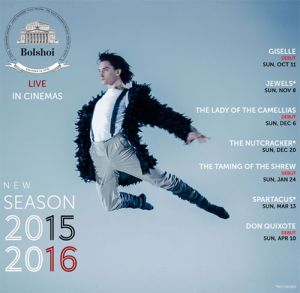 Bolshoi
LIVE
IN CINEMAS
GISELLE
DEBUT
SUN, OCT 11
JEWELS*
SUN, NOV 8
THE LADY OF THE CAMELLIAS
DEBUT
SUN, DEC 6
THE NUTCRACKER*
SUN, DEC 20
THE TAMING OF THE SHREW
DEBUT
SUN, JAN 24
SPARTACUS*
SUN, MAR 13
DON QUIXOTE
DEBUT
SUN, APR 10
NEW
SEASON
2015
2016